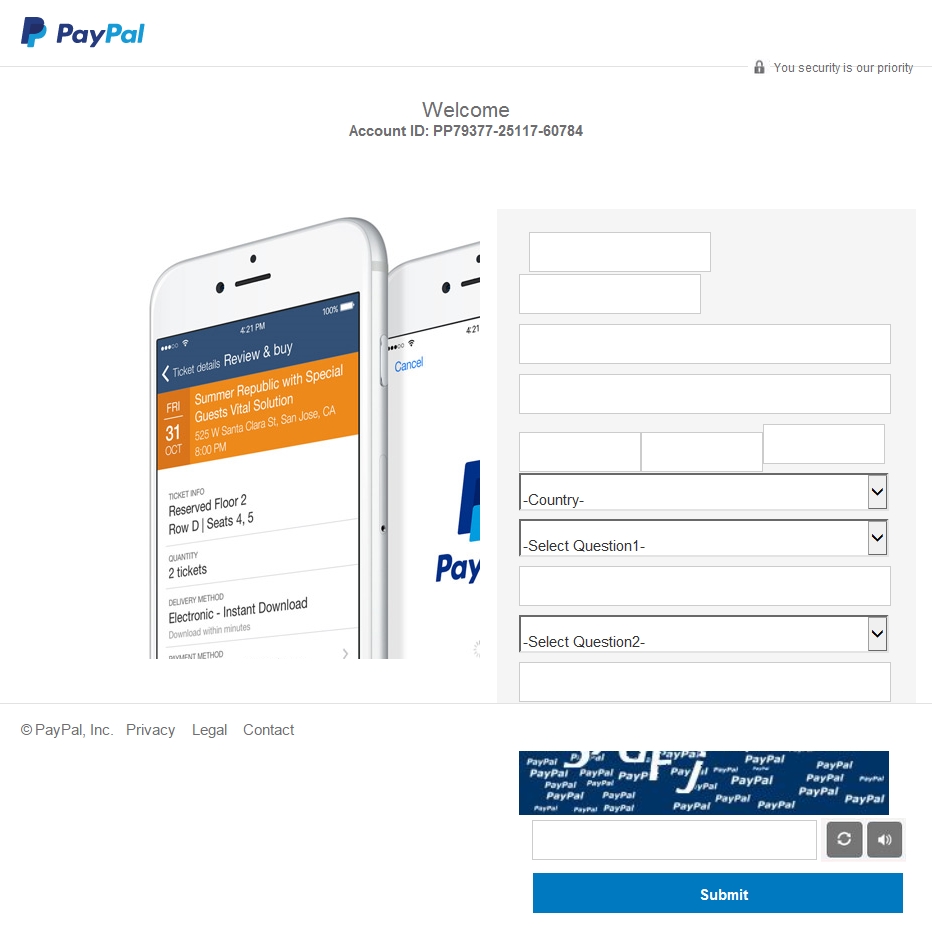 PayPal
You security is our priority
Welcome
Account ID: PP79377-25117-60784
4:21 PM
100%
Ticket details Review & buy
FRI
31
OCT
Summer Republic with Special
Guests Vital Solution
525 W Santa Clara St, San Jose, CA
8:00 PM
TICKET INFO
Reserved Floor 2
Row D | Seats 4, 5
QUANTITY
2 tickets
DELIVERY METHOD
Electronic - Instant Download
Download within minutes
PAYMENT METHOD
4:21
Cancel
Pay
-Country-
-Select Question1-
-Select Question2-
© PayPal, Inc. Privacy Legal Contact
PayPal PayPal PayPal PayPal
PayPal PayPal PayP PayPal PayPal PayPal PayPal
PayPal PayPal yPal PayPal
PayPal PayPal PayPal PayPal PayPal
PayPal PayPal PayPal PayPal PayPal
Submit